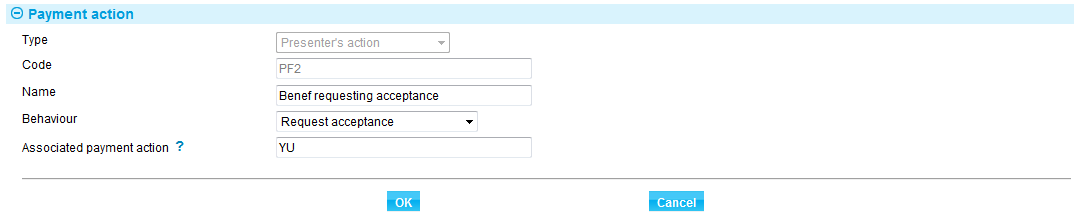 Payment action
Type Presenter's action
Code PF2
Name Benef requesting acceptance
Behaviour Request acceptance
Associated payment action ? YU
OK Cancel